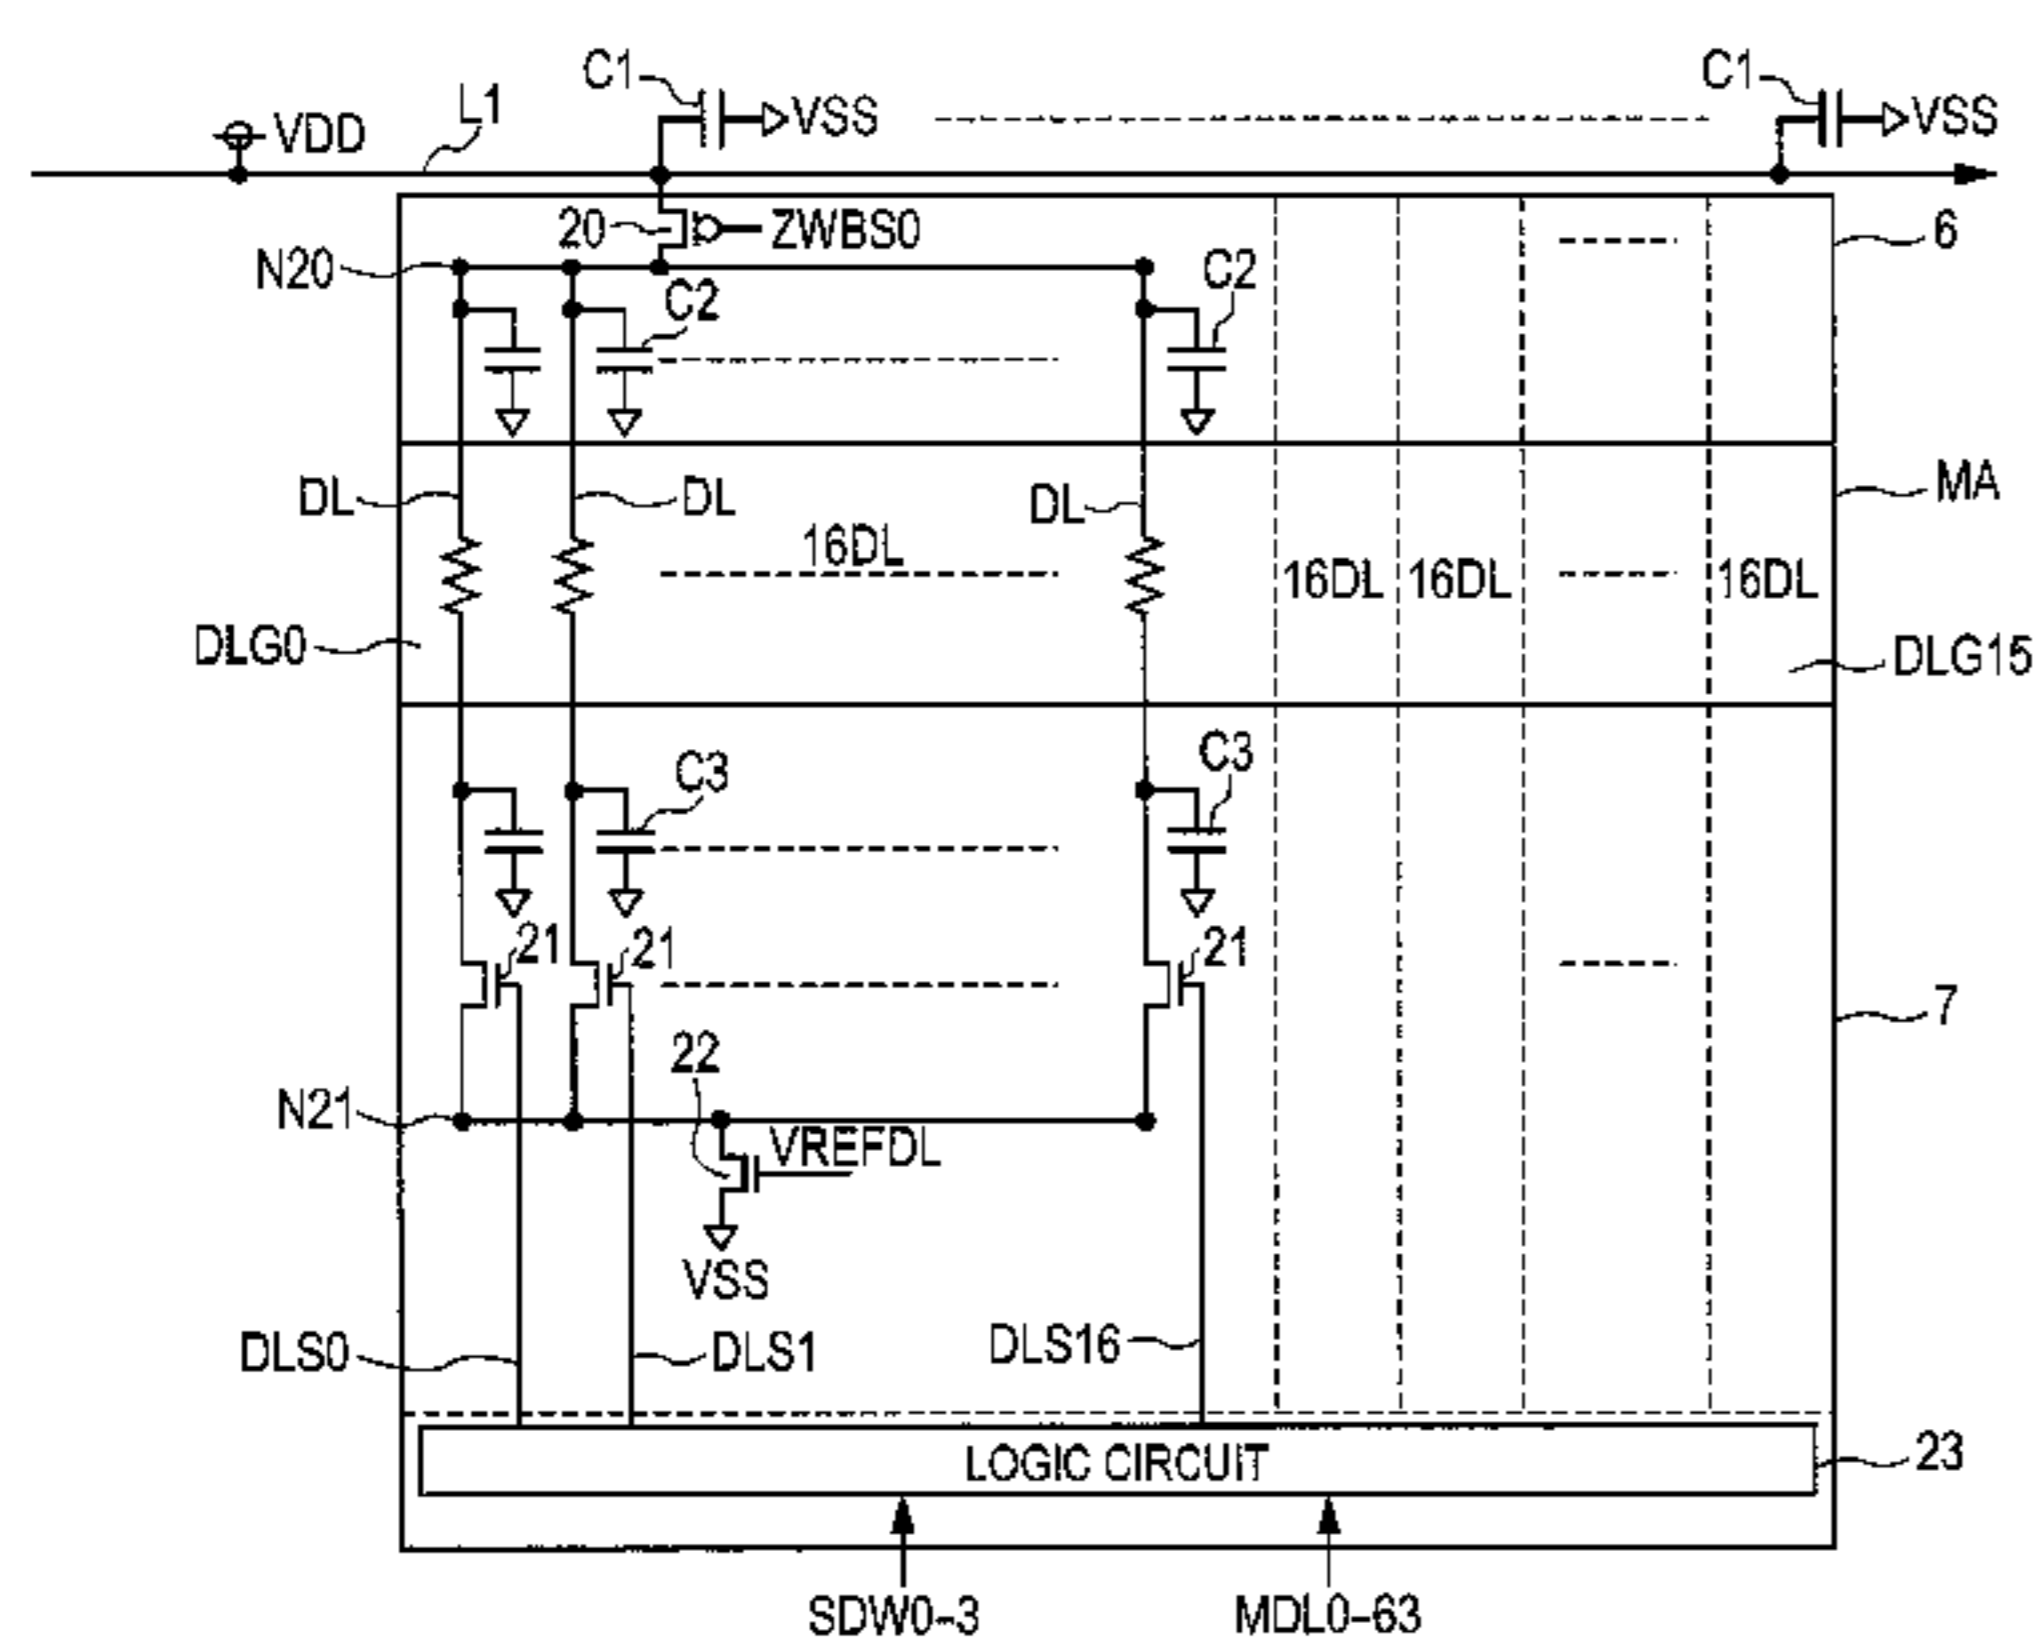 C1
C1
L1
VDD
VSS
VSS
20
ZWBS0
6
N20
C2
C2
DL
DL
DL
MA
16DL
16DL
16DL
16DL
DLG0
DLG15
C3
C3
21
21
21
7
22
N21
VREFDL
VSS
DLS0
DLS1
DLS16
LOGIC CIRCUIT
23
SDW0-3
MDL0-63